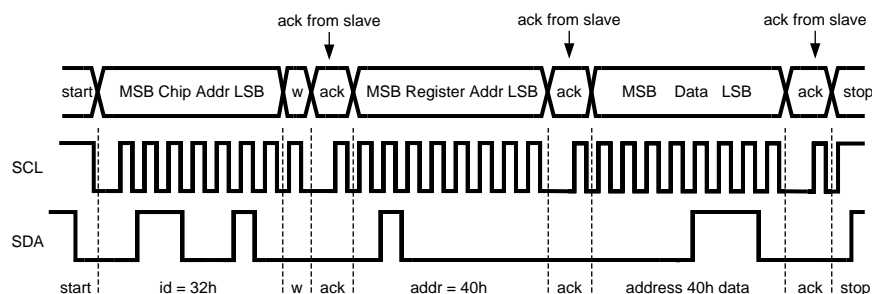 ack from slave ack from slave ack from slave
start MSB Chip Addr LSB w ack MSB Register Addr LSB ack MSB Data LSB ack stop
SCL
SDA
start id = 32h w ack addr = 40h ack address 40h data ack stop